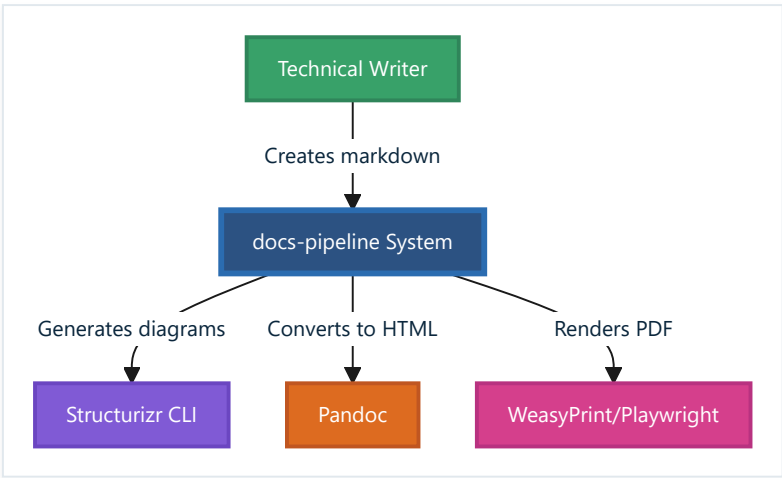 Technical Writer
Creates markdown
docs-pipeline System
Generates diagrams
Converts to HTML
Renders PDF
Structurizr CLI
Pandoc
WeasyPrint/Playwright